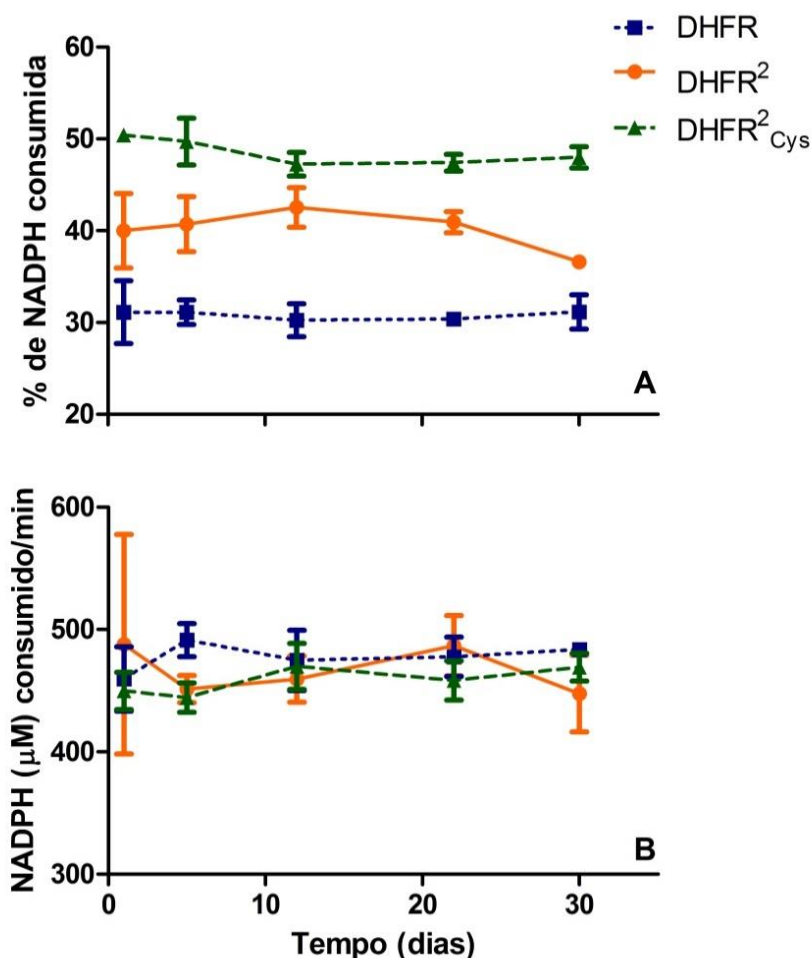 DHFR
DHFR²
DHFR²Cys
% de NADPH consumida
60
50
40
30
20
A
NADPH (μM) consumido/min
600
500
400
300
B
0
10
20
30
Tempo (dias)